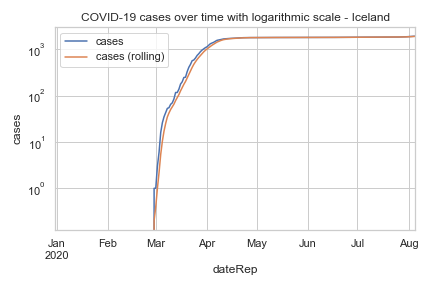 COVID-19 cases over time with logarithmic scale - Iceland
cases
cases (rolling)
10³
10²
10¹
10⁰
cases
Jan
2020
Feb
Mar
Apr
May
Jun
Jul
Aug
dateRep